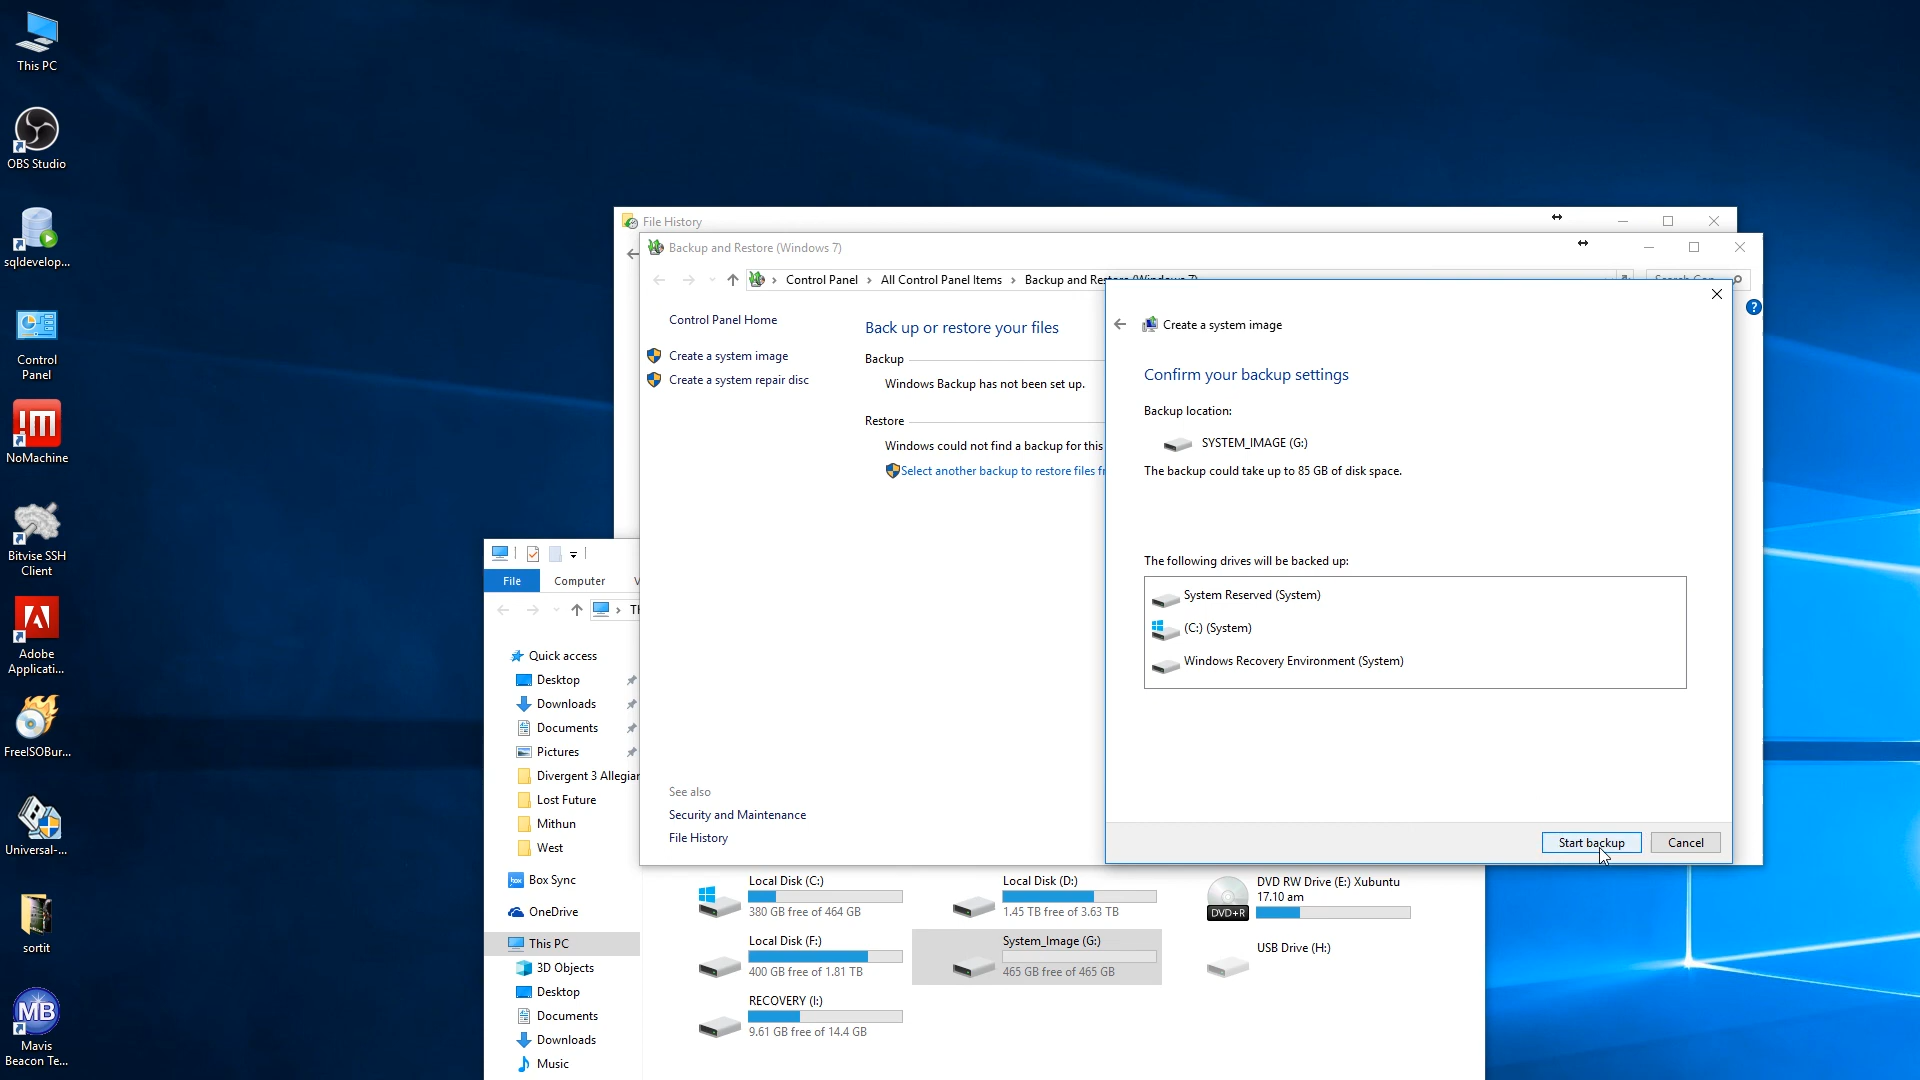 This PC
OBS Studio
sqldevelop...
Control
Panel
NoMachine
Bitvise SSH
Client
Adobe
Applicati...
FreeISOBur...
Universal-...
sortit
MB
Mavis
Beacon Te...
File History
Backup and Restore (Windows 7)
Control Panel > All Control Panel Items >
Control Panel Home
Create a system image
Create a system repair disc
Back up or restore your files
Backup
Windows Backup has not been set up.
Restore
Windows could not find a backup for this
Select another backup to restore files
See also
Security and Maintenance
File History
Create a system image
Confirm your backup settings
Backup location:
SYSTEM_IMAGE (G:)
The backup could take up to 85 GB of disk space.
The following drives will be backed up:
System Reserved (System)
(C:) (System)
Windows Recovery Environment (System)
Start backup
Cancel
File
Computer
Quick access
Desktop
Downloads
Documents
Pictures
Divergent 3 Allegian
Lost Future
Mithun
West
box Box Sync
OneDrive
This PC
3D Objects
Desktop
Documents
Downloads
Music
Local Disk (C:)
380 GB free of 464 GB
Local Disk (D:)
1.45 TB free of 3.63 TB
DVD RW Drive (E:) Xubuntu
17.10 am
DVD+R
Local Disk (F:)
400 GB free of 1.81 TB
System_Image (G:)
465 GB free of 465 GB
USB Drive (H:)
RECOVERY (I:)
9.61 GB free of 14.4 GB